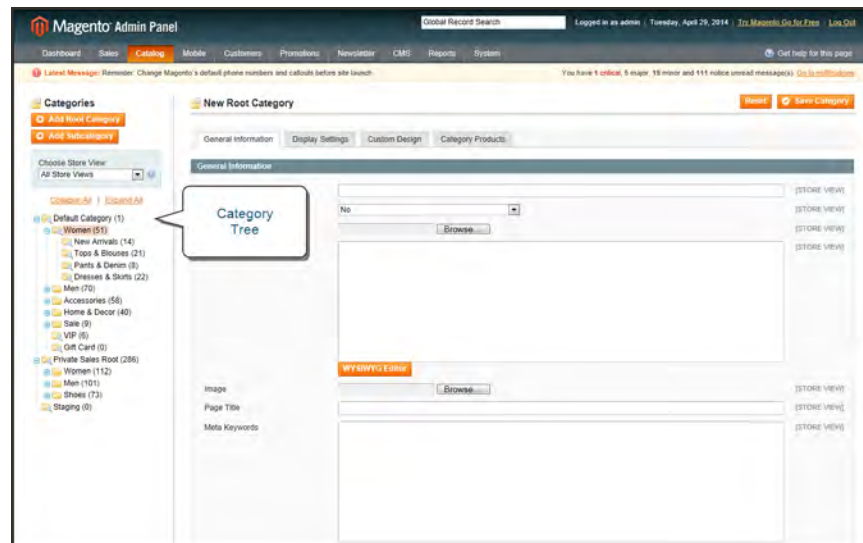 Magento Admin Panel
Global Record Search
Logged in as admin | Tuesday, April 29, 2014 | Try Magento Go for Free | Log Out
Dashboard Sales Catalog Mobile Customers Promotions Newsletter CMS Reports System
Get help for this page
Latest Message: Reminder: Change Magento's default phone numbers and callouts before site launch
You have 1 critical, 5 major, 18 minor and 111 notice unread message(s). Go to notifications
Categories
Add Root Category
Add Subcategory
Choose Store View:
All Store Views
Collapse All | Expand All
Default Category (1)
Women (51)
New Arrivals (14)
Tops & Blouses (21)
Pants & Denim (8)
Dresses & Skirts (22)
Men (70)
Accessories (58)
Home & Decor (40)
Sale (9)
VIP (6)
Gift Card (0)
Private Sales Root (286)
Women (112)
Men (101)
Shoes (73)
Staging (0)
Category
Tree
New Root Category
Reset
Save Category
General Information Display Settings Custom Design Category Products
General Information
[STORE VIEW]
No
[STORE VIEW]
Browse...
[STORE VIEW]
[STORE VIEW]
WYSIWYG Editor
Image
Browse...
[STORE VIEW]
Page Title
[STORE VIEW]
Meta Keywords
[STORE VIEW]